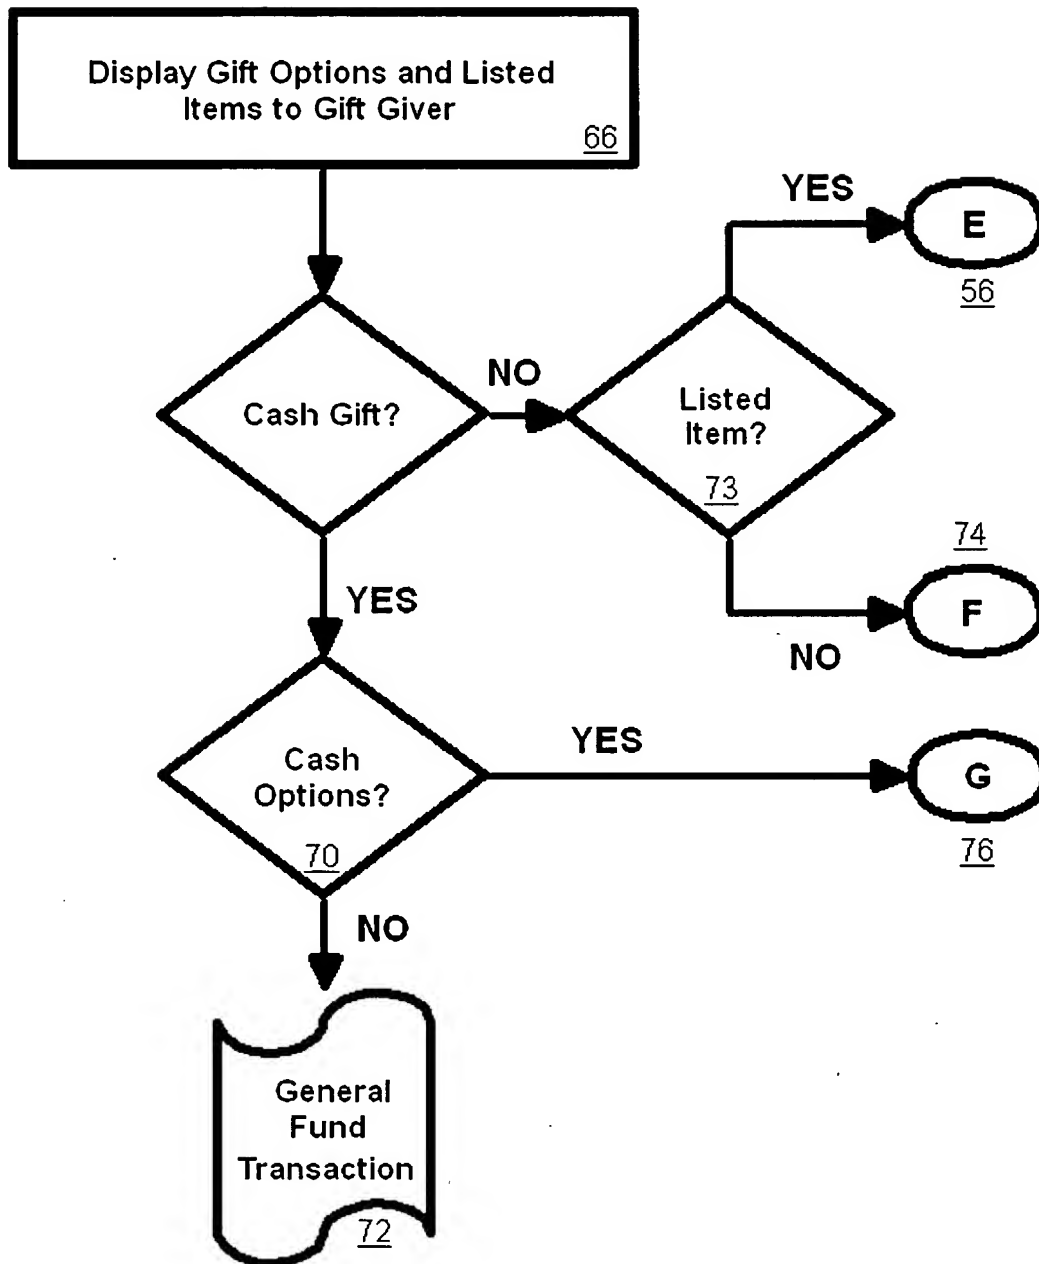 Display Gift Options and Listed
Items to Gift Giver
66
YES
E
56
Cash Gift?
NO
Listed
Item?
73
74
F
NO
YES
Cash
Options?
70
YES
G
76
NO
General
Fund
Transaction
72